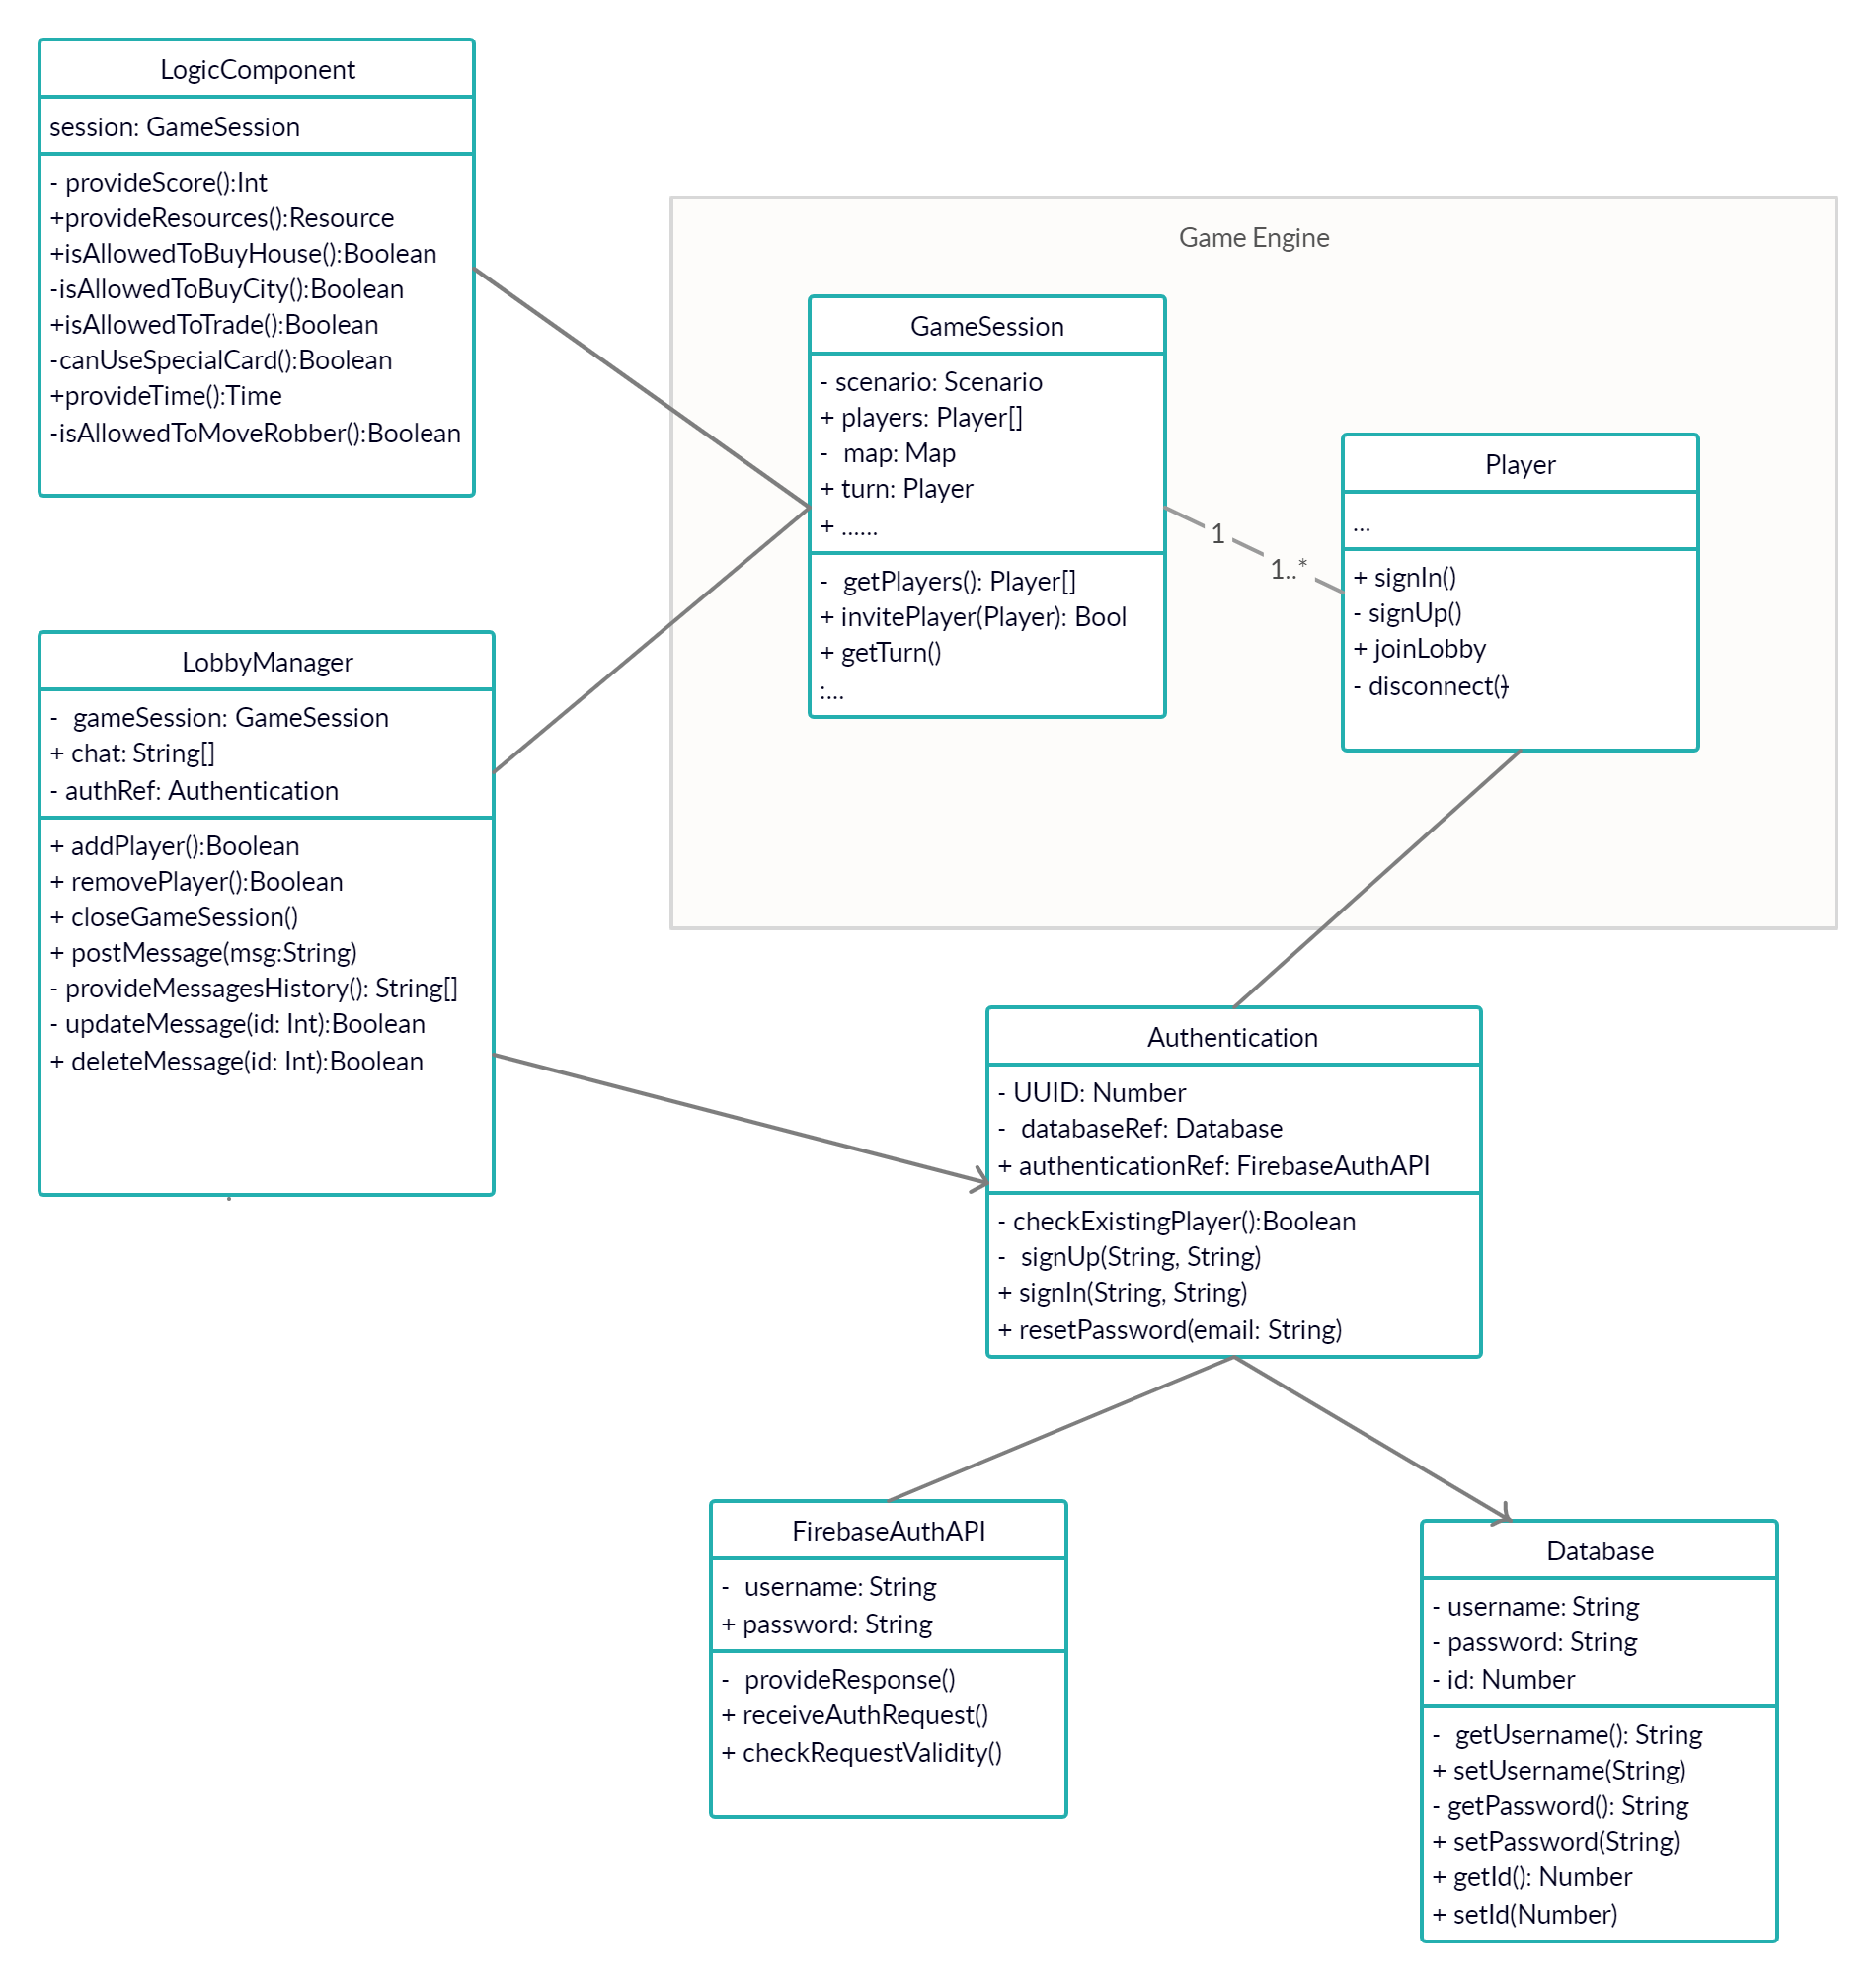 LogicComponent
session: GameSession
- provideScore():Int
+provideResources():Resource
+isAllowedToBuyHouse():Boolean
-isAllowedToBuyCity():Boolean
+isAllowedToTrade():Boolean
-canUseSpecialCard():Boolean
+provideTime():Time
-isAllowedToMoveRobber():Boolean
Game Engine
GameSession
- scenario: Scenario
+ players: Player[]
- map: Map
+ turn: Player
+ ......
- getPlayers(): Player[]
+ invitePlayer(Player): Bool
+ getTurn()
:...
1
1..*
Player
...
+ signIn()
- signUp()
+ joinLobby
- disconnect()-
LobbyManager
- gameSession: GameSession
+ chat: String[]
- authRef: Authentication
+ addPlayer():Boolean
+ removePlayer():Boolean
+ closeGameSession()
+ postMessage(msg:String)
- provideMessagesHistory(): String[]
- updateMessage(id: Int):Boolean
+ deleteMessage(id: Int):Boolean
Authentication
- UUID: Number
- databaseRef: Database
+ authenticationRef: FirebaseAuthAPI
- checkExistingPlayer():Boolean
- signUp(String, String)
+ signIn(String, String)
+ resetPassword(email: String)
FirebaseAuthAPI
- username: String
+ password: String
- provideResponse()
+ receiveAuthRequest()
+ checkRequestValidity()
Database
- username: String
- password: String
- id: Number
- getUsername(): String
+ setUsername(String)
- getPassword(): String
+ setPassword(String)
+ getId(): Number
+ setId(Number)